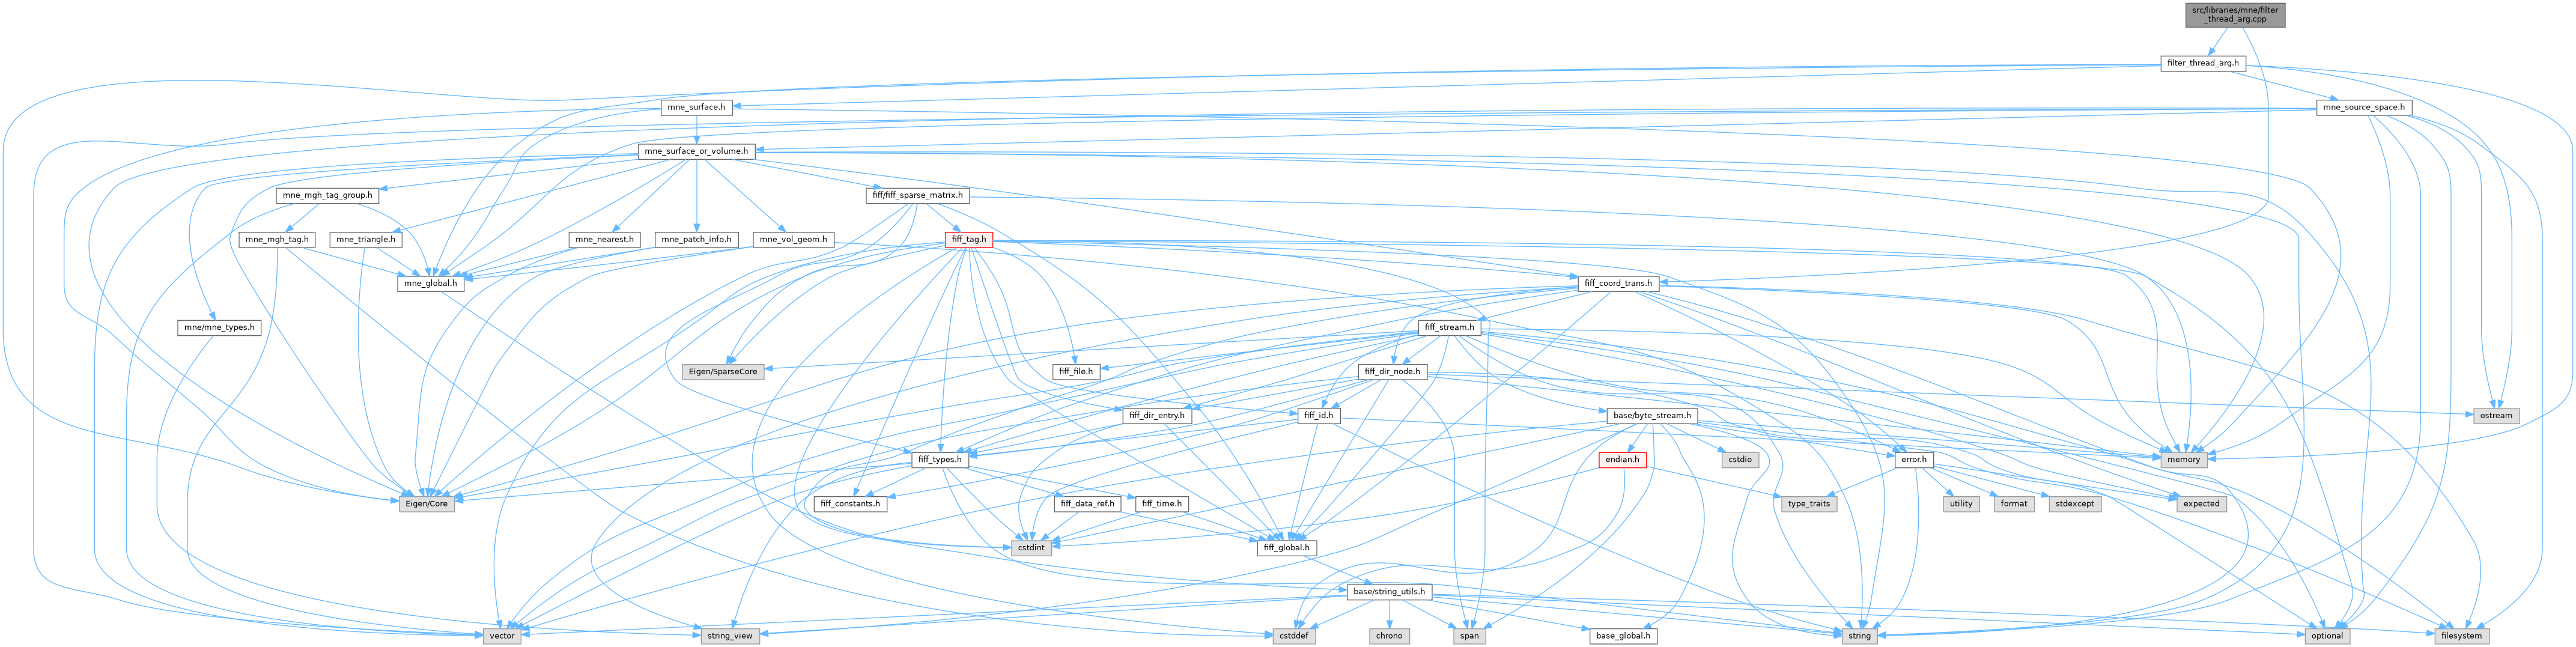 src/libraries/mne/filter
_thread_arg.cpp
filter_thread_arg.h
mne_surface.h
mne_source_space.h
mne_surface_or_volume.h
mne_mgh_tag_group.h
fiff/fiff_sparse_matrix.h
mne_mgh_tag.h
mne_triangle.h
mne_nearest.h
mne_patch_info.h
mne_vol_geom.h
fiff_tag.h
mne_global.h
fiff_coord_trans.h
mne/mne_types.h
fiff_stream.h
Eigen/SparseCore
fiff_file.h
fiff_dir_node.h
fiff_dir_entry.h
fiff_id.h
base/byte_stream.h
ostream
fiff_types.h
endian.h
cstdio
error.h
memory
Eigen/Core
fiff_constants.h
fiff_data_ref.h
fiff_time.h
type_traits
utility
format
stdexcept
expected
cstdint
fiff_global.h
base/string_utils.h
vector
string_view
cstddef
chrono
span
base_global.h
string
optional
filesystem